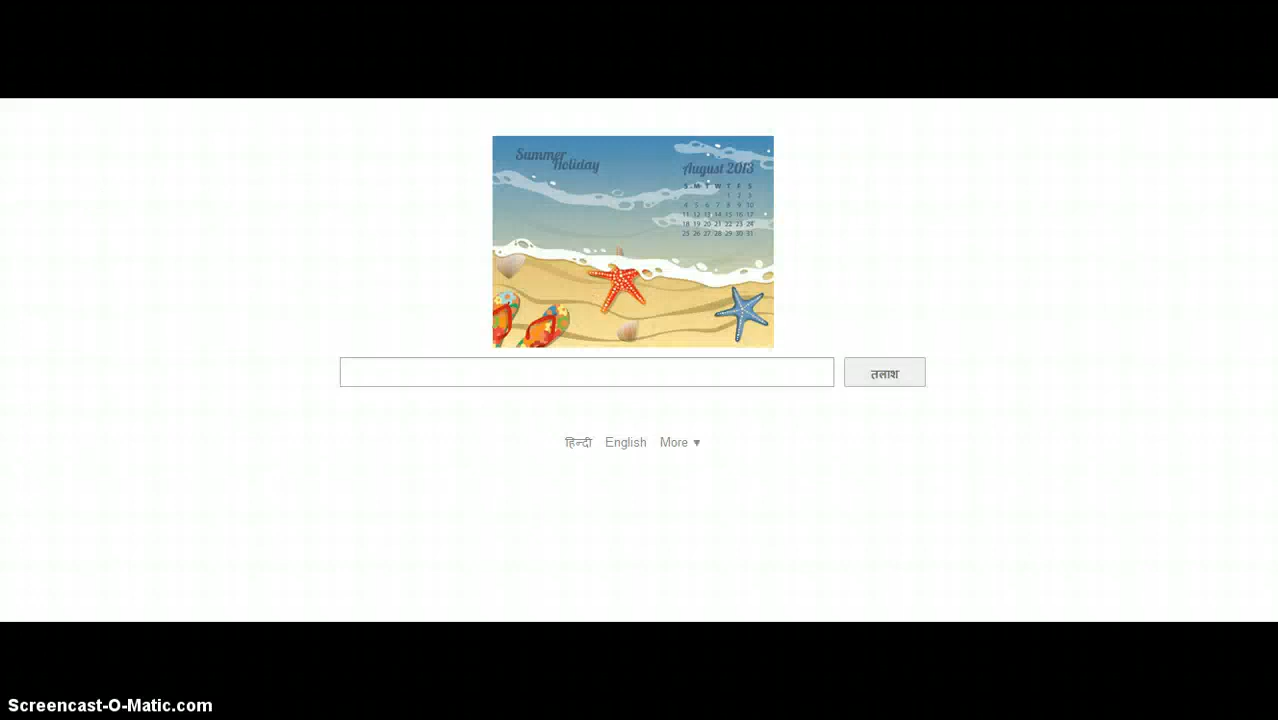 Summer
Holiday
August 2013
S M T W T F S
1 2 3
4 5 6 7 8 9 10
11 12 13 14 15 16 17
18 19 20 21 22 23 24
25 26 27 28 29 30 31
तलाश
हिन्दी English More ▼
Screencast-O-Matic.com